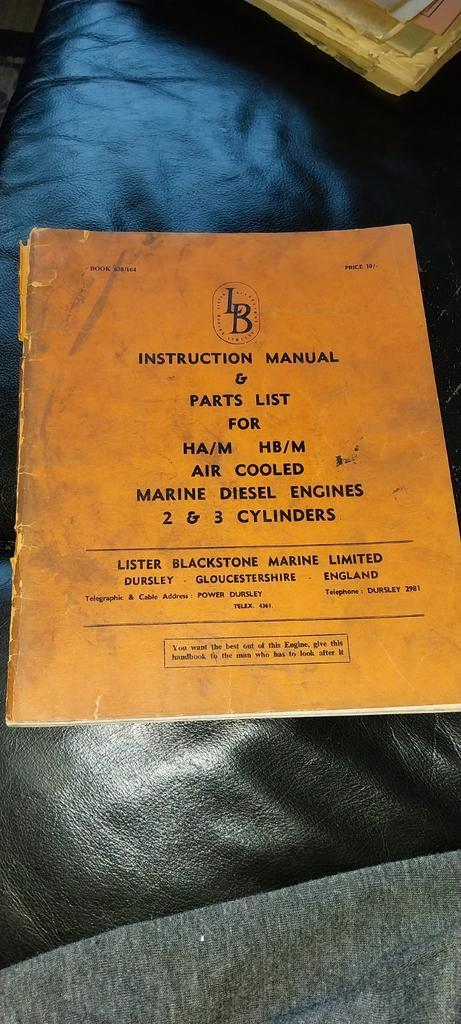 BOOK 638/164
PRICE 10/-
LB
INSTRUCTION MANUAL
&
PARTS LIST
FOR
HA/M HB/M
AIR COOLED
MARINE DIESEL ENGINES
2 & 3 CYLINDERS
LISTER BLACKSTONE MARINE LIMITED
DURSLEY - GLOUCESTERSHIRE - ENGLAND
Telegraphic & Cable Address : POWER DURSLEY
Telephone : DURSLEY 2981
TELEX. 4361.
You want the best out of this Engine, give this
handbook to the man who has to look after it